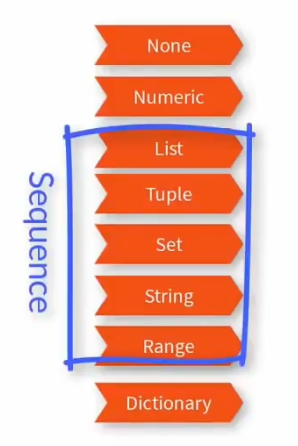 None
Numeric
Sequence
List
Tuple
Set
String
Range
Dictionary